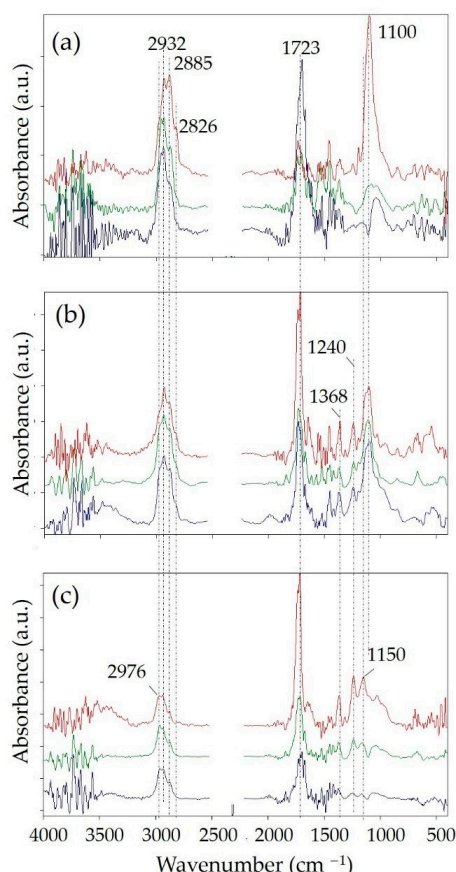 (a)
2932
2885
2826
1723
1100
Absorbance (a.u.)
(b)
1240
1368
Absorbance (a.u.)
(c)
2976
1150
Absorbance (a.u.)
4000 3500 3000 2500 2000 1500 1000 500
Wavenumber (cm ⁻¹)